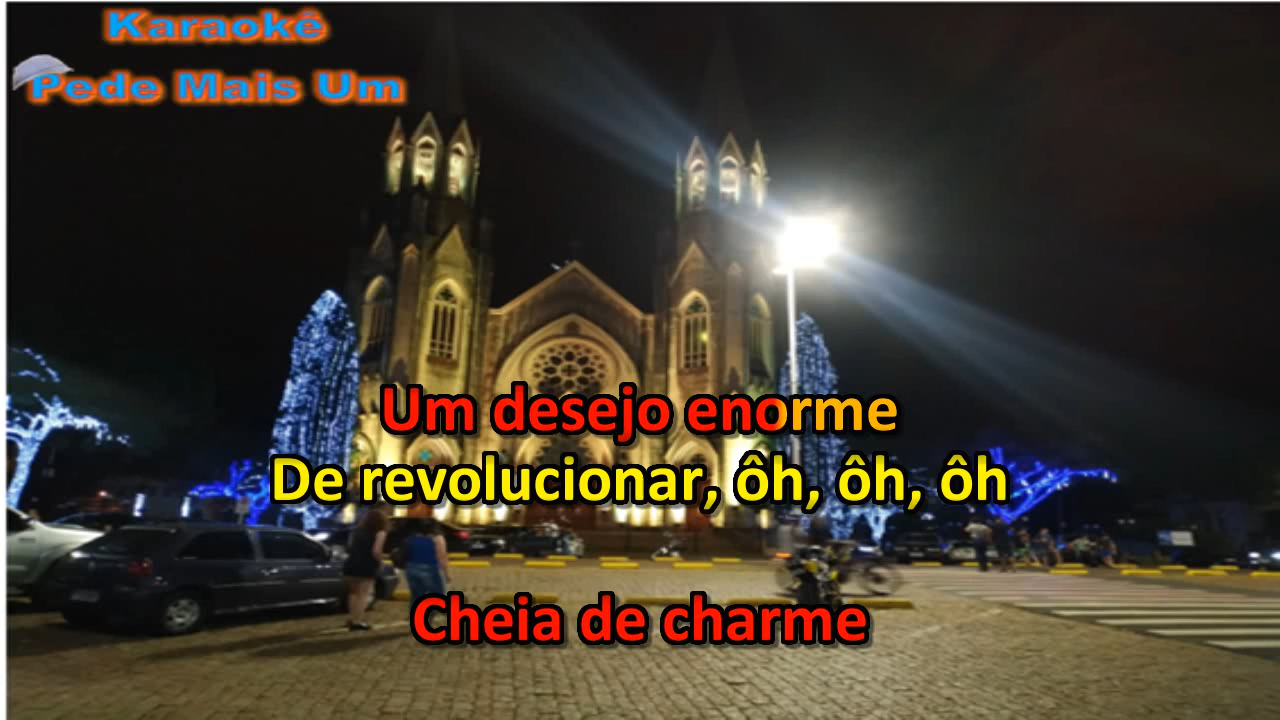 Karaokê
Pede Mais Um
Um desejo enorme
De revolucionar, ôh, ôh, ôh
Cheia de charme